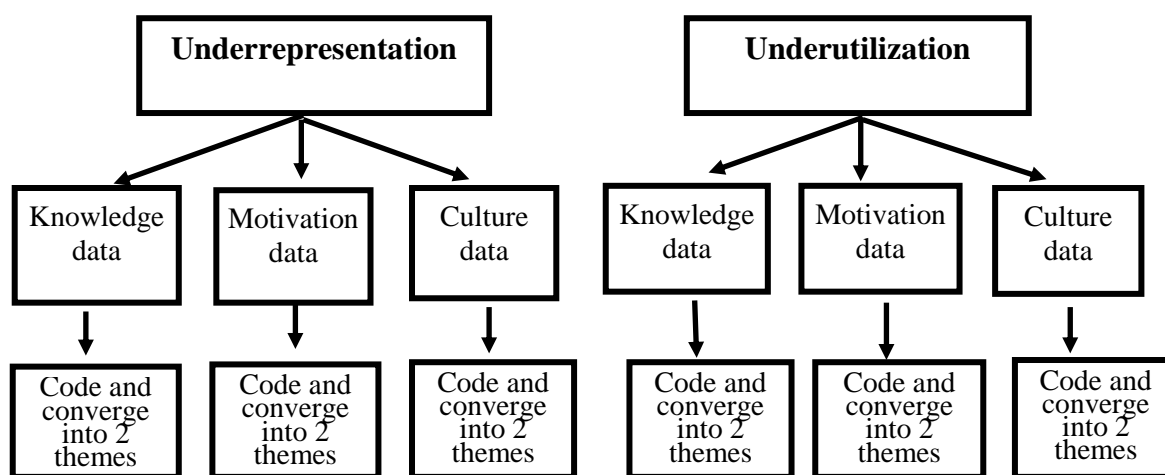 Underrepresentation
Underutilization
Knowledge
data
Motivation
data
Culture
data
Knowledge
data
Motivation
data
Culture
data
Code and
converge
into 2
themes
Code and
converge
into 2
themes
Code and
converge
into 2
themes
Code and
converge
into 2
themes
Code and
converge
into 2
themes
Code and
converge
into 2
themes